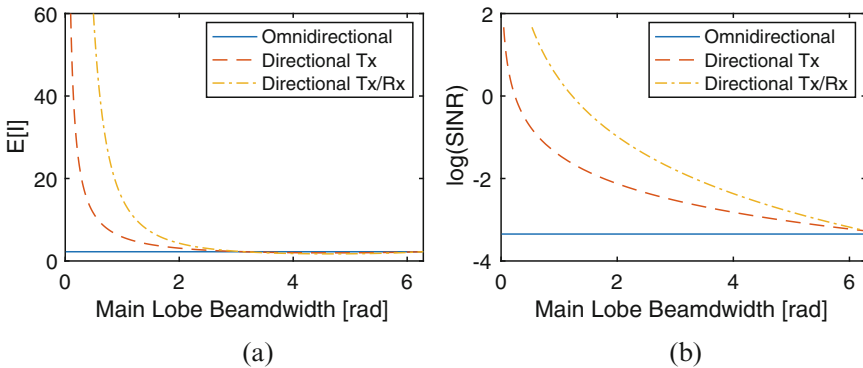 60
40
20
0
E[I]
Omnidirectional
Directional Tx
Directional Tx/Rx
0
2
4
6
Main Lobe Beamdwidth [rad]
(a)
2
0
-2
-4
log(SINR)
Omnidirectional
Directional Tx
Directional Tx/Rx
0
2
4
6
Main Lobe Beamdwidth [rad]
(b)